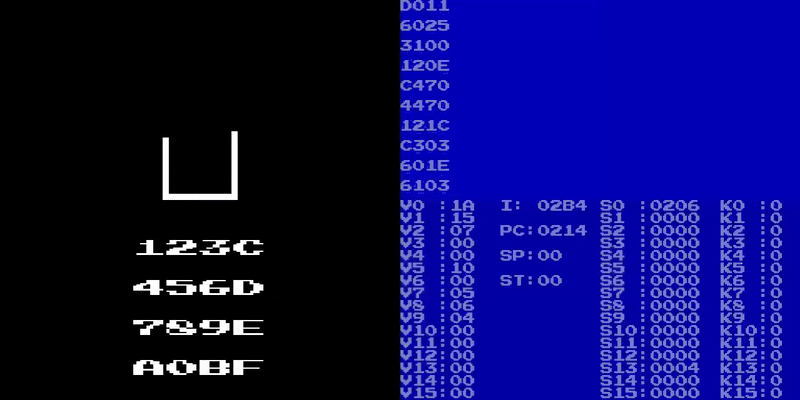 123C
456D
789E
A0BF
D011
6025
3100
120E
C470
4470
121C
C303
601E
6103
V0 :1A I: 02B4 S0 :0206 K0 :0
V1 :15 S1 :0000 K1 :0
V2 :07 PC:0214 S2 :0000 K2 :0
V3 :00 S3 :0000 K3 :0
V4 :00 SP:00 S4 :0000 K4 :0
V5 :10 S5 :0000 K5 :0
V6 :00 ST:00 S6 :0000 K6 :0
V7 :05 S7 :0000 K7 :0
V8 :06 S8 :0000 K8 :0
V9 :04 S9 :0000 K9 :0
V10:00 S10:0000 K10:0
V11:00 S11:0000 K11:0
V12:00 S12:0000 K12:0
V13:00 S13:0004 K13:0
V14:00 S14:0000 K14:0
V15:00 S15:0000 K15:0